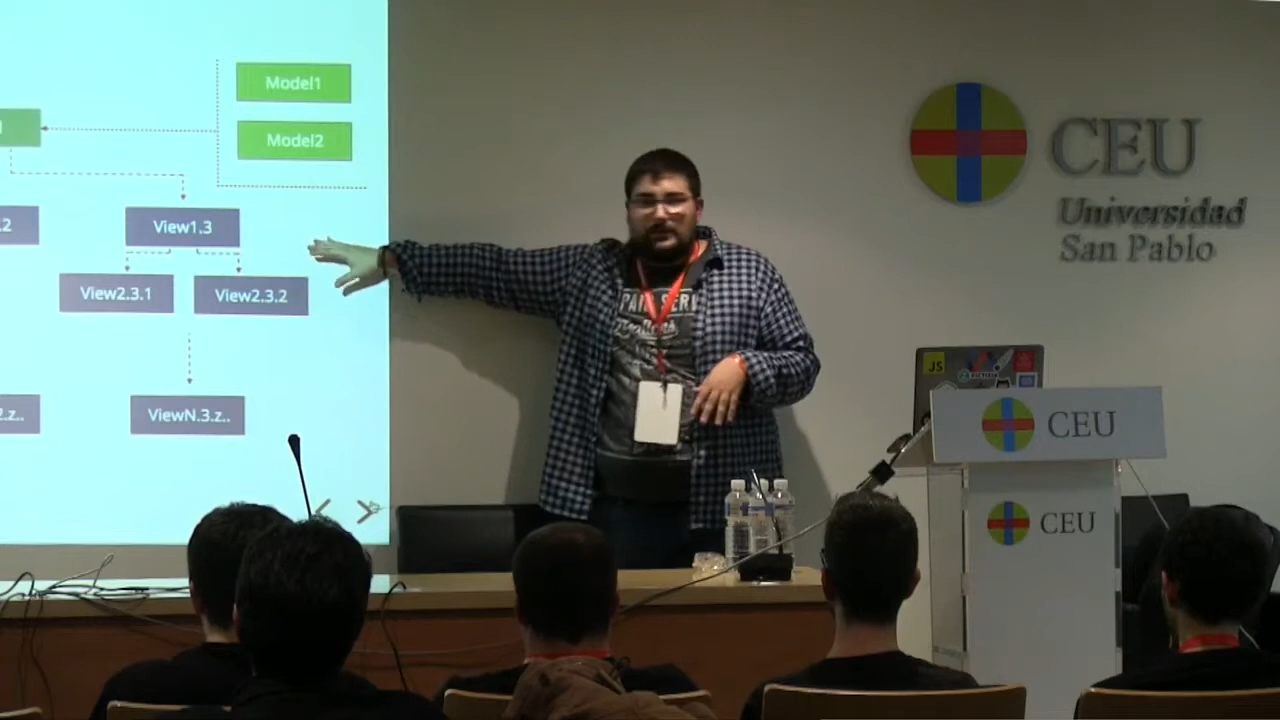 Model1
Model2
View1.3
View2.3.1
View2.3.2
ViewN.3.z..
CEU
Universidad
San Pablo
JS
CEU
CEU